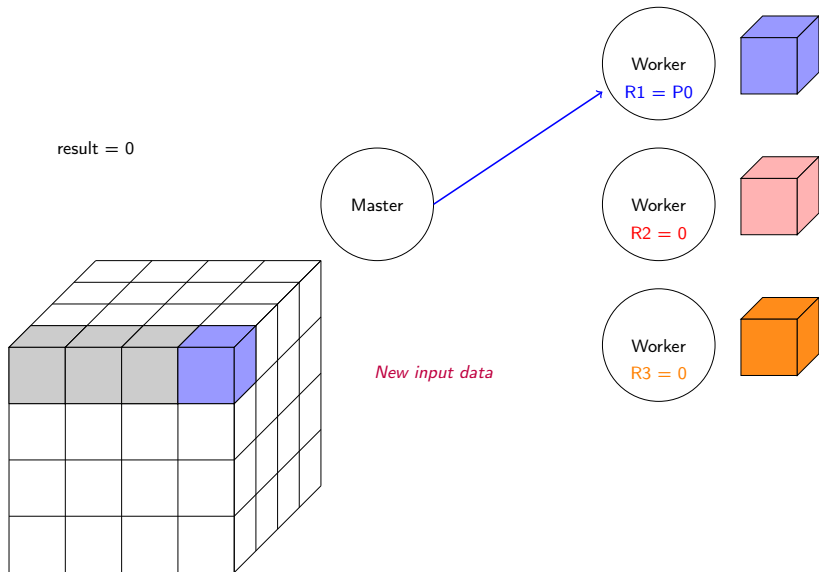 Worker
R1 = P0
result = 0
Master
Worker
R2 = 0
Worker
R3 = 0
New input data